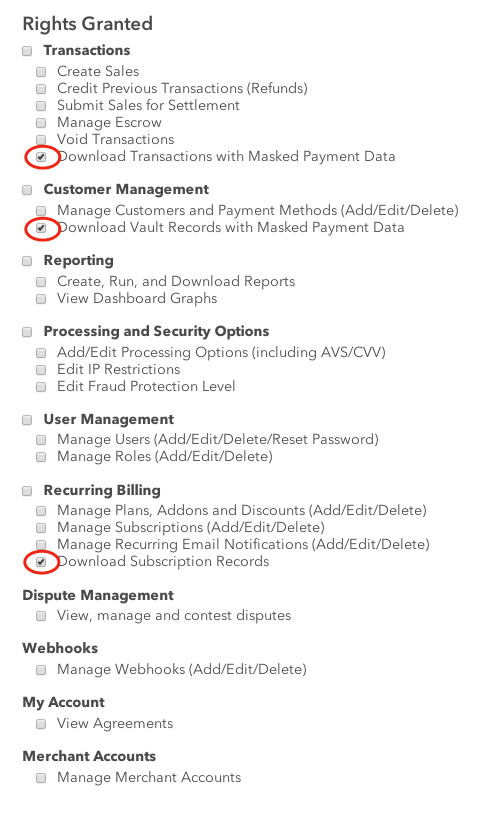 Rights Granted
Transactions
Create Sales
Credit Previous Transactions (Refunds)
Submit Sales for Settlement
Manage Escrow
Void Transactions
Download Transactions with Masked Payment Data
Customer Management
Manage Customers and Payment Methods (Add/Edit/Delete)
Download Vault Records with Masked Payment Data
Reporting
Create, Run, and Download Reports
View Dashboard Graphs
Processing and Security Options
Add/Edit Processing Options (including AVS/CVV)
Edit IP Restrictions
Edit Fraud Protection Level
User Management
Manage Users (Add/Edit/Delete/Reset Password)
Manage Roles (Add/Edit/Delete)
Recurring Billing
Manage Plans, Addons and Discounts (Add/Edit/Delete)
Manage Subscriptions (Add/Edit/Delete)
Manage Recurring Email Notifications (Add/Edit/Delete)
Download Subscription Records
Dispute Management
View, manage and contest disputes
Webhooks
Manage Webhooks (Add/Edit/Delete)
My Account
View Agreements
Merchant Accounts
Manage Merchant Accounts